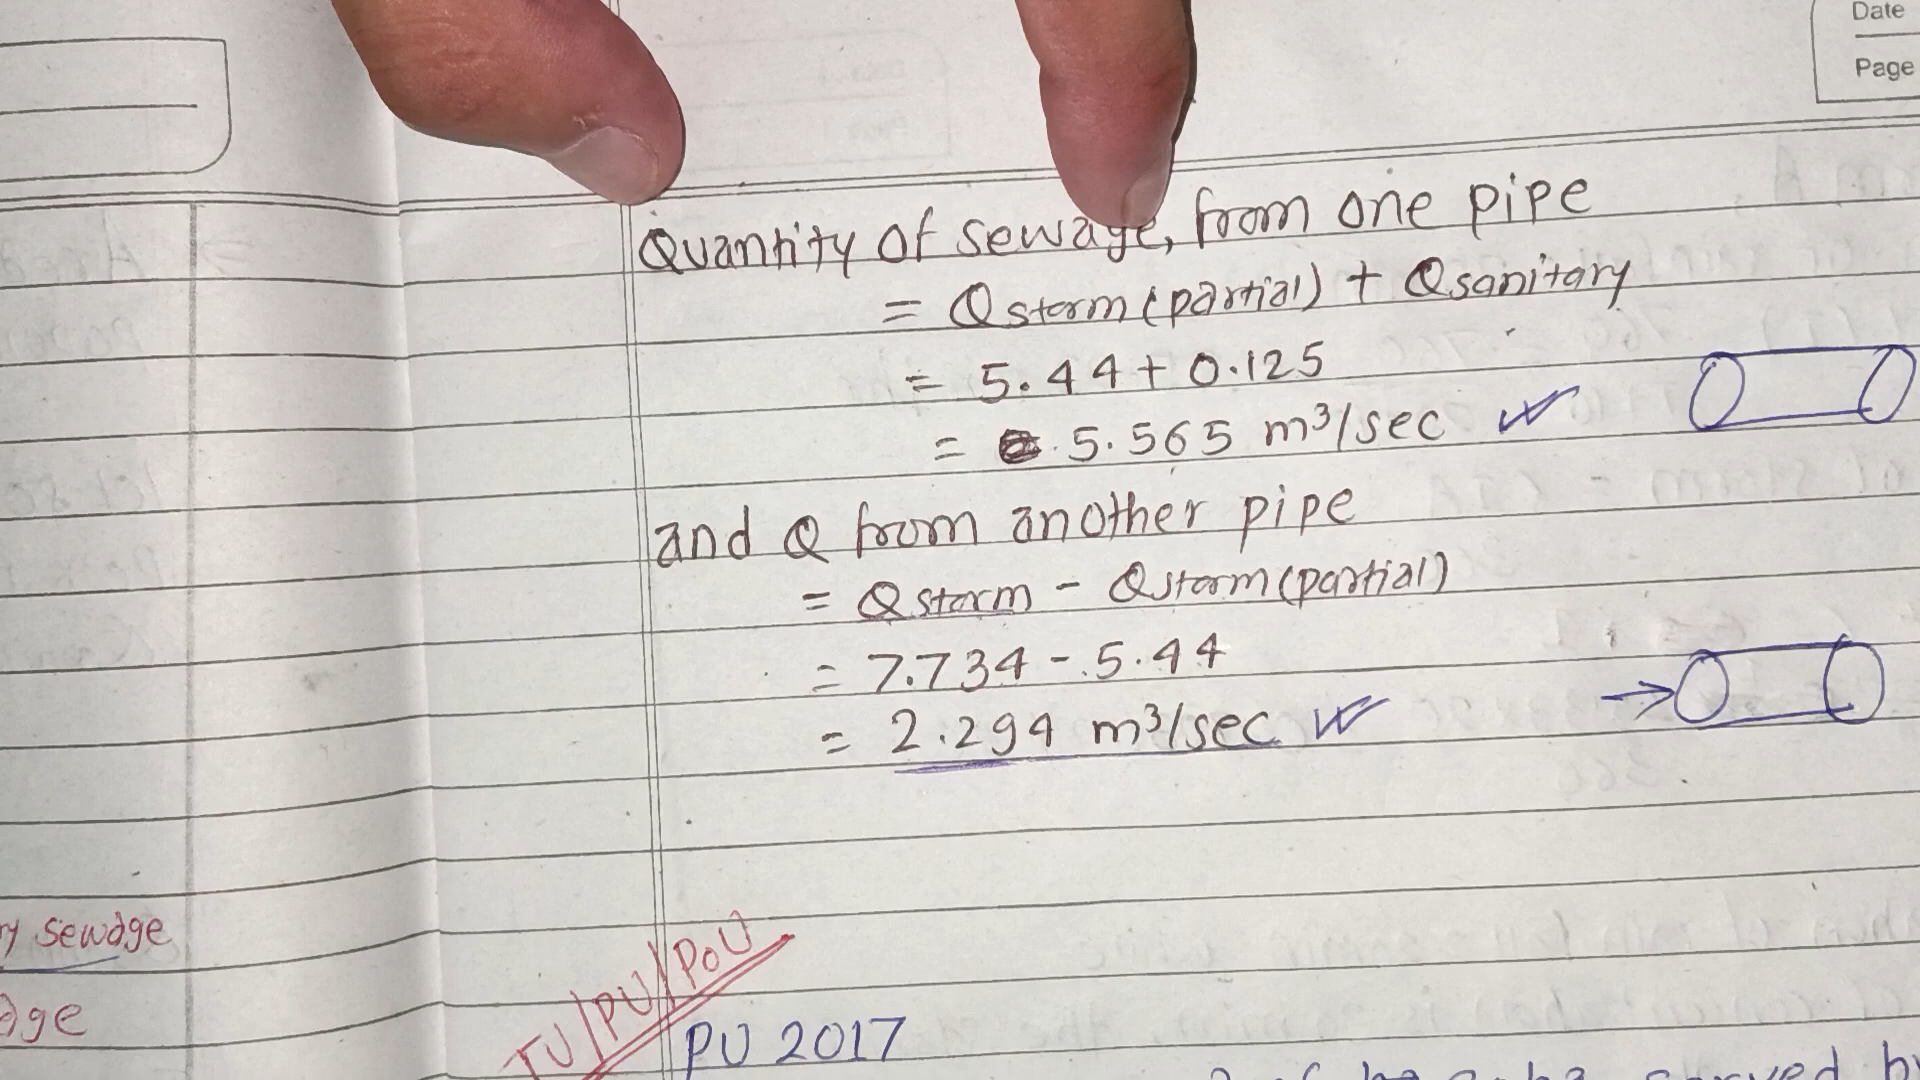 Date
Page
Quantity of sewage, from one pipe
= Qstorm (partial) + Qsanitary
= 5.44 + 0.125
= 5.565 m³/sec
and Q from another pipe
= Qstorm - Qstorm (partial)
= 7.734 - 5.44
= 2.294 m³/sec
sewage
TU/PU/PoU
PU 2017
served